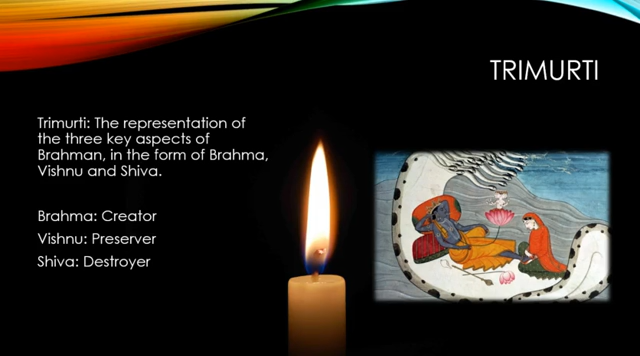 TRIMURTI
Trimurti: The representation of
the three key aspects of
Brahman, in the form of Brahma,
Vishnu and Shiva.
Brahma: Creator
Vishnu: Preserver
Shiva: Destroyer